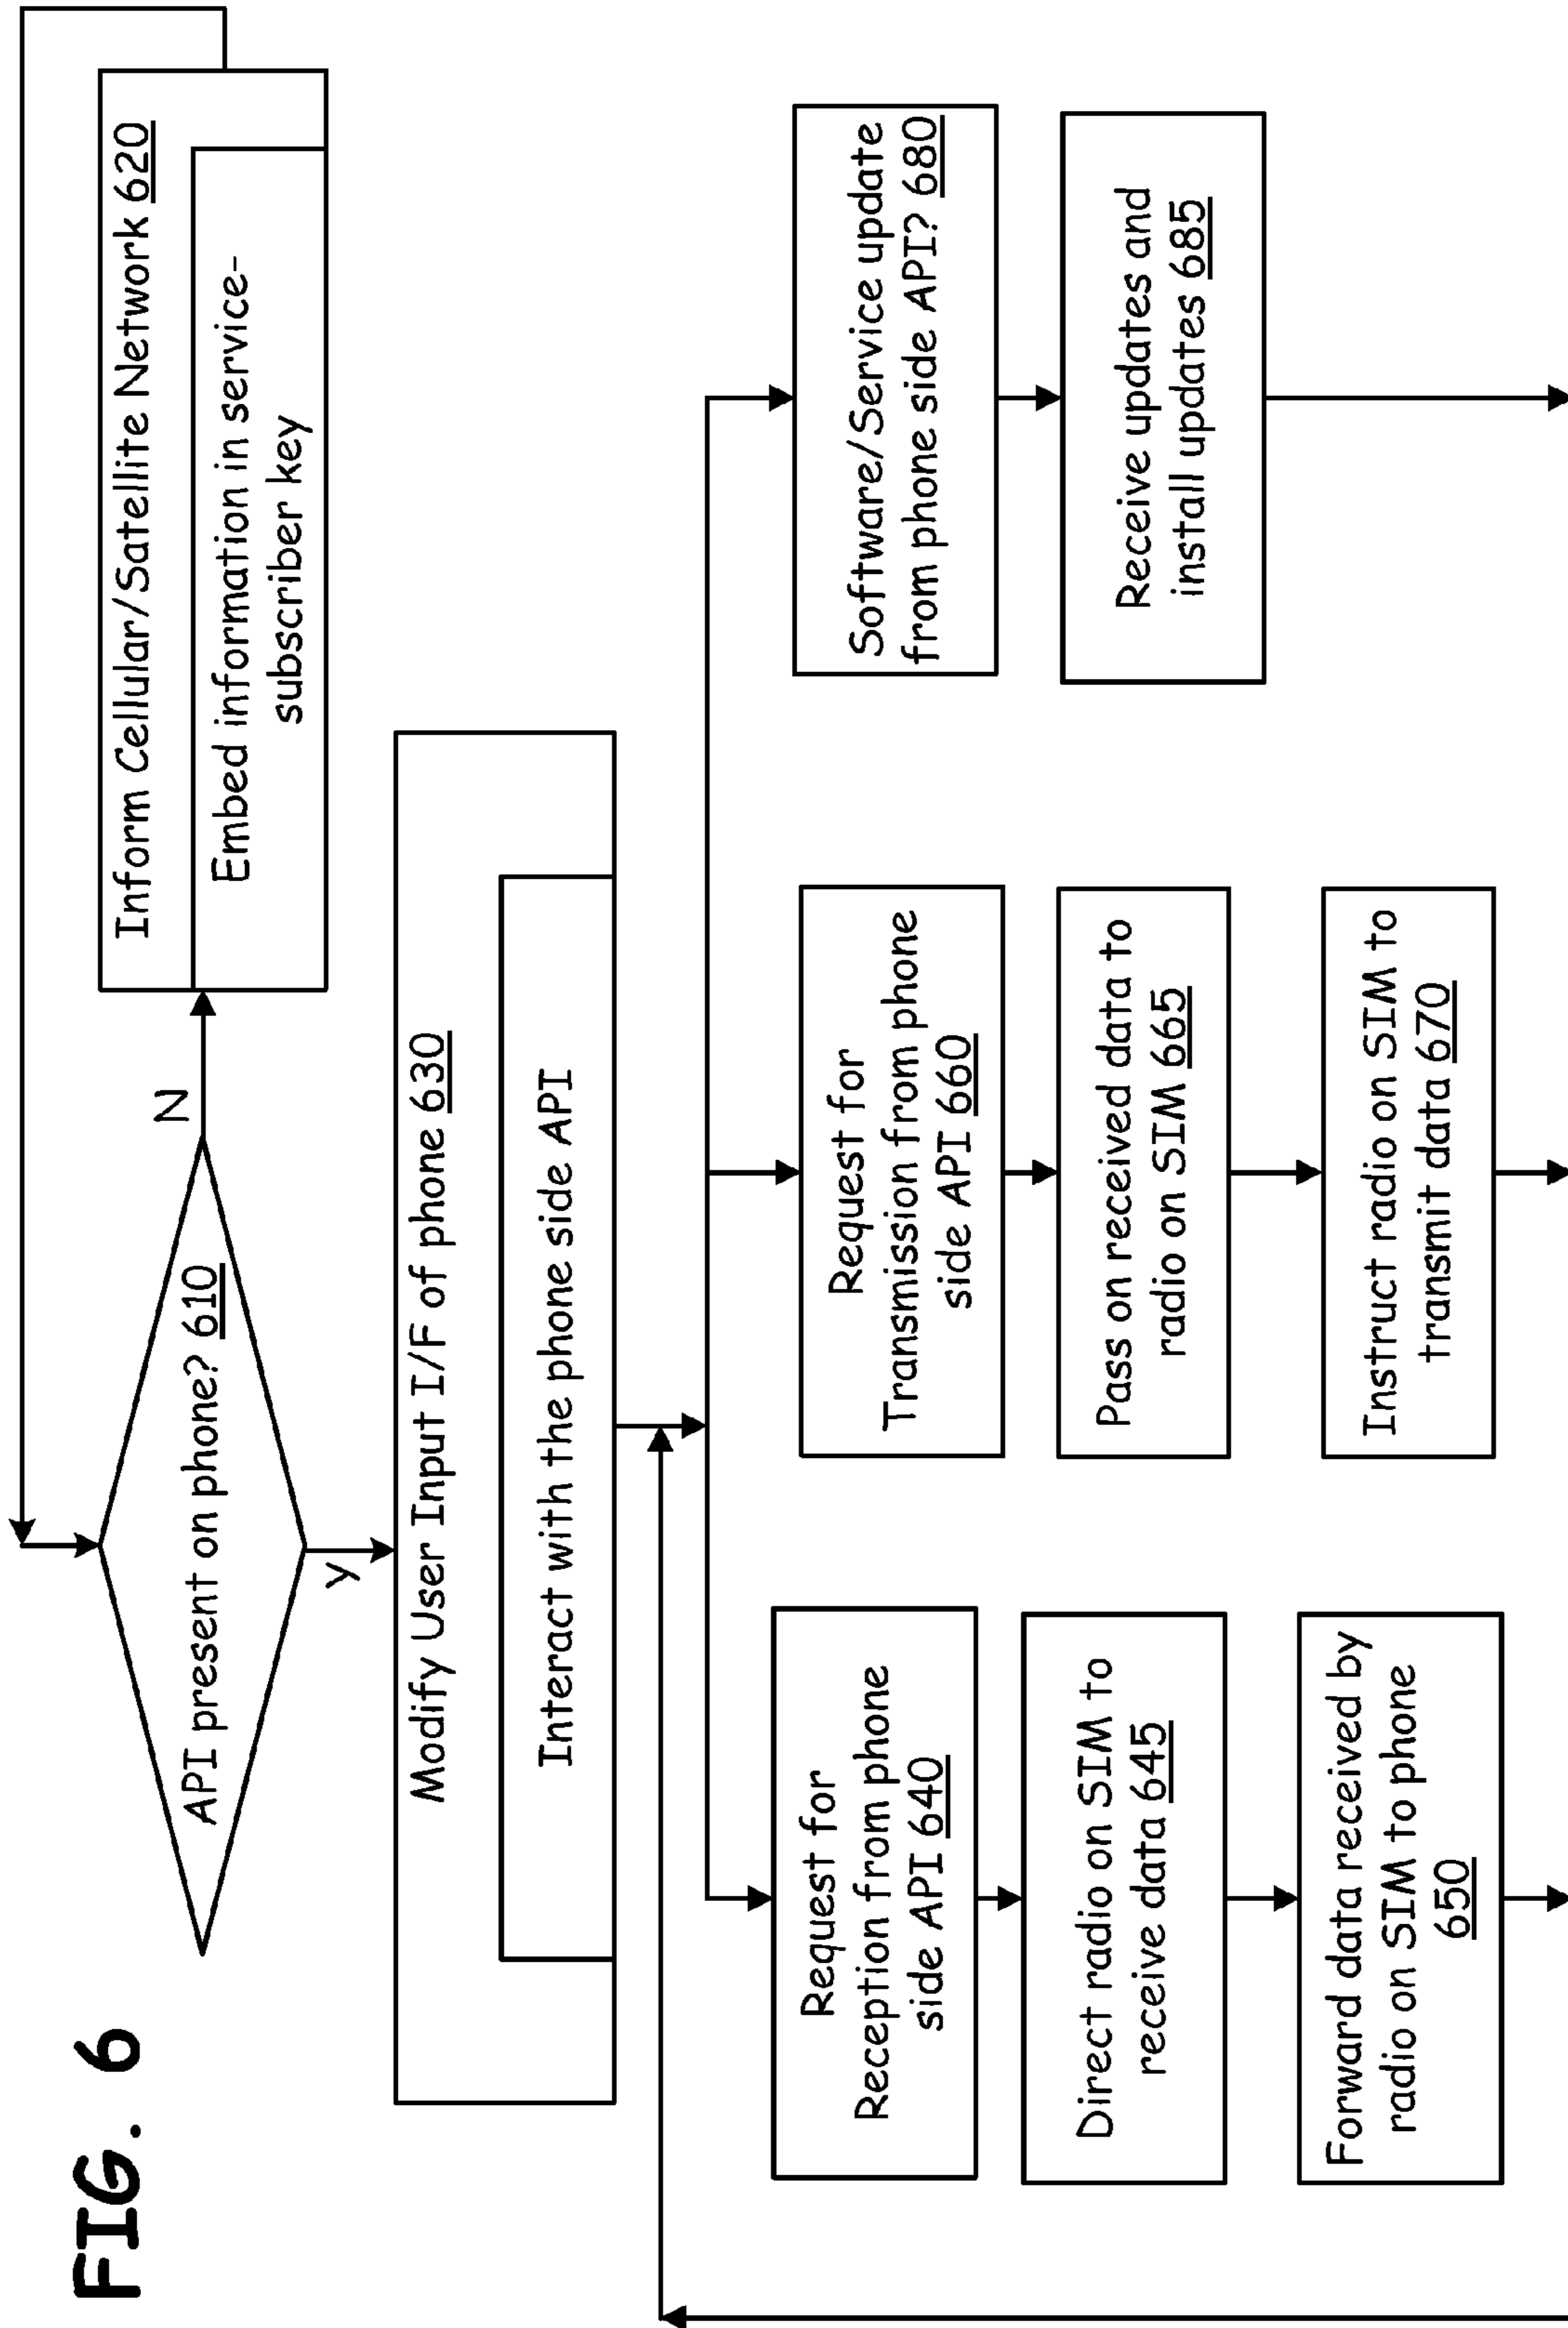 FIG. 6
API present on phone? 610
N
Y
Inform Cellular/Satellite Network 620
Embed information in service-
subscriber key
Modify User Input I/F of phone 630
Interact with the phone side API
Request for
Reception from phone
side API 640
Direct radio on SIM to
receive data 645
Forward data received by
radio on SIM to phone
650
Request for
Transmission from phone
side API 660
Pass on received data to
radio on SIM 665
Instruct radio on SIM to
transmit data 670
Software/Service update
from phone side API? 680
Receive updates and
install updates 685